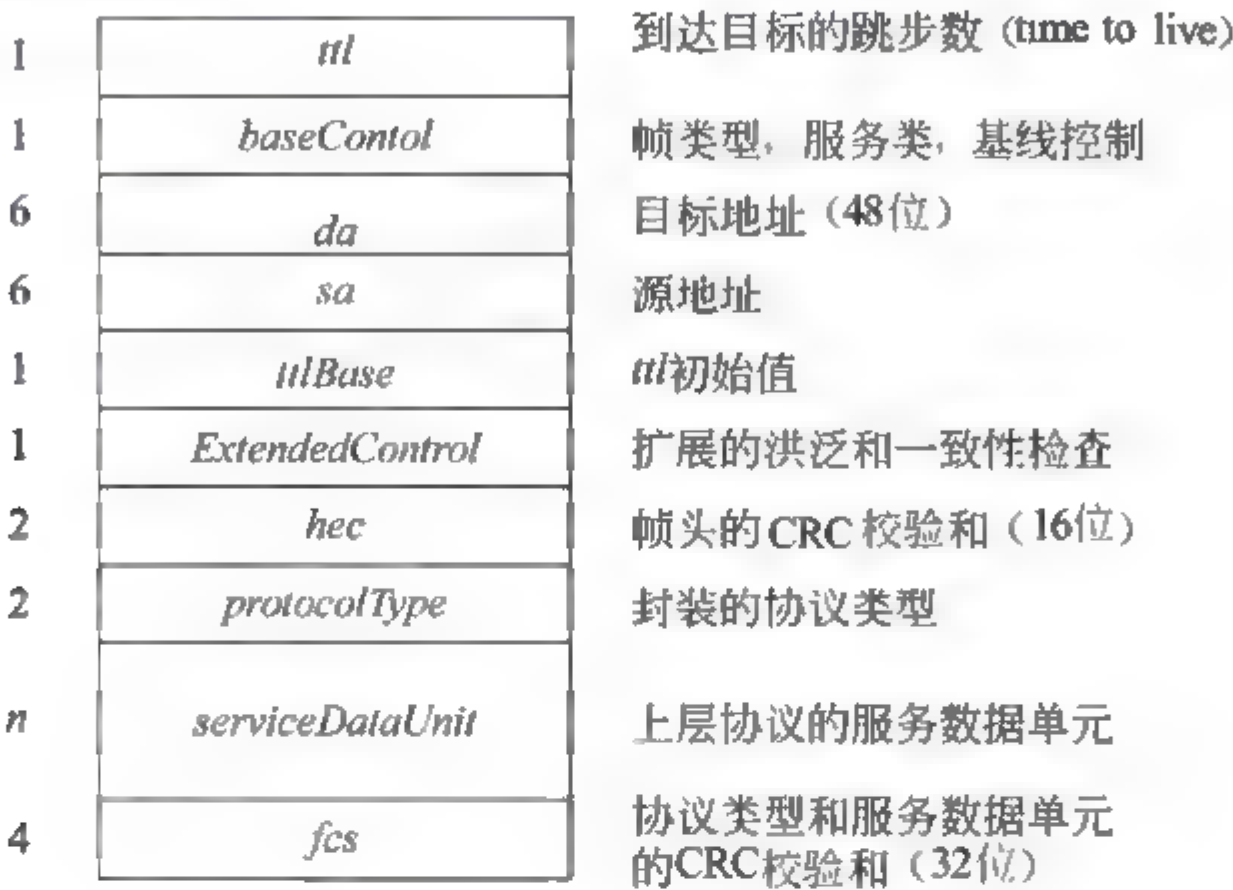 1 ttl 到达目标的跳步数 (time to live)
1 baseContol 帧类型，服务类，基线控制
6 da 目标地址（48位）
6 sa 源地址
1 ttlBase ttl初始值
1 ExtendedControl 扩展的洪泛和一致性检查
2 hec 帧头的CRC校验和（16位）
2 protocolType 封装的协议类型
n serviceDataUnit 上层协议的服务数据单元
4 fcs 协议类型和服务数据单元
的CRC校验和（32位）